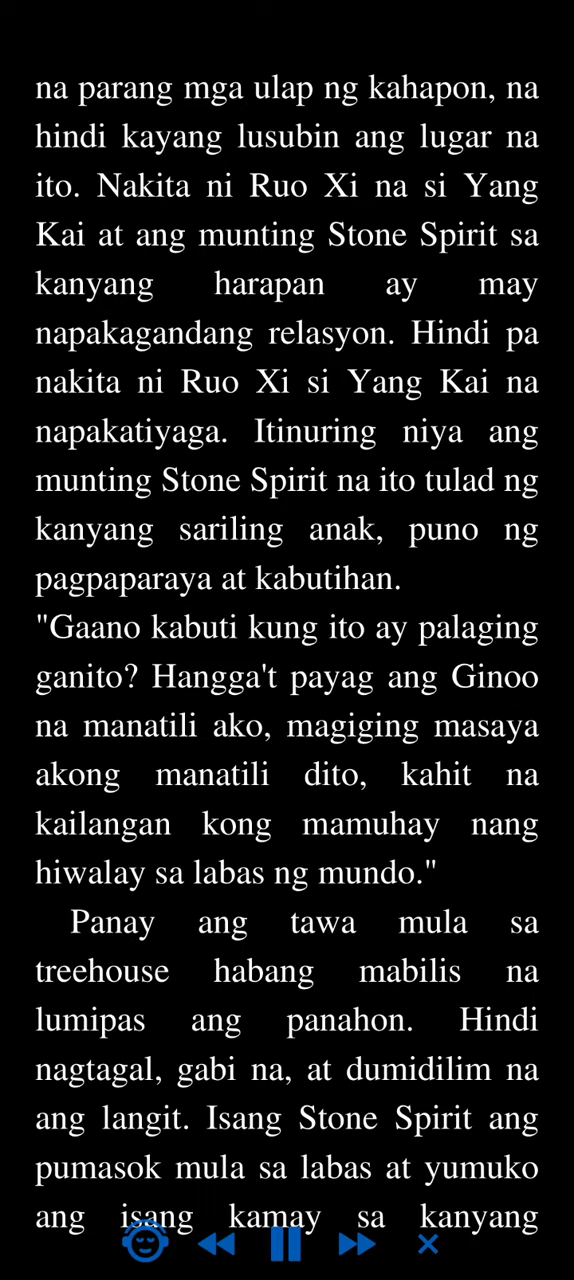 na parang mga ulap ng kahapon, na
hindi kayang lusubin ang lugar na
ito. Nakita ni Ruo Xi na si Yang
Kai at ang munting Stone Spirit sa
kanyang harapan ay may
napakagandang relasyon. Hindi pa
nakita ni Ruo Xi si Yang Kai na
napakatiyaga. Itinuring niya ang
munting Stone Spirit na ito tulad ng
kanyang sariling anak, puno ng
pagpaparaya at kabutihan.
"Gaano kabuti kung ito ay palaging
ganito? Hangga't payag ang Ginoo
na manatili ako, magiging masaya
akong manatili dito, kahit na
kailangan kong mamuhay nang
hiwalay sa labas ng mundo."
Panay ang tawa mula sa
treehouse habang mabilis na
lumipas ang panahon. Hindi
nagtagal, gabi na, at dumidilim na
ang langit. Isang Stone Spirit ang
pumasok mula sa labas at yumuko
ang isang kamay sa kanyang